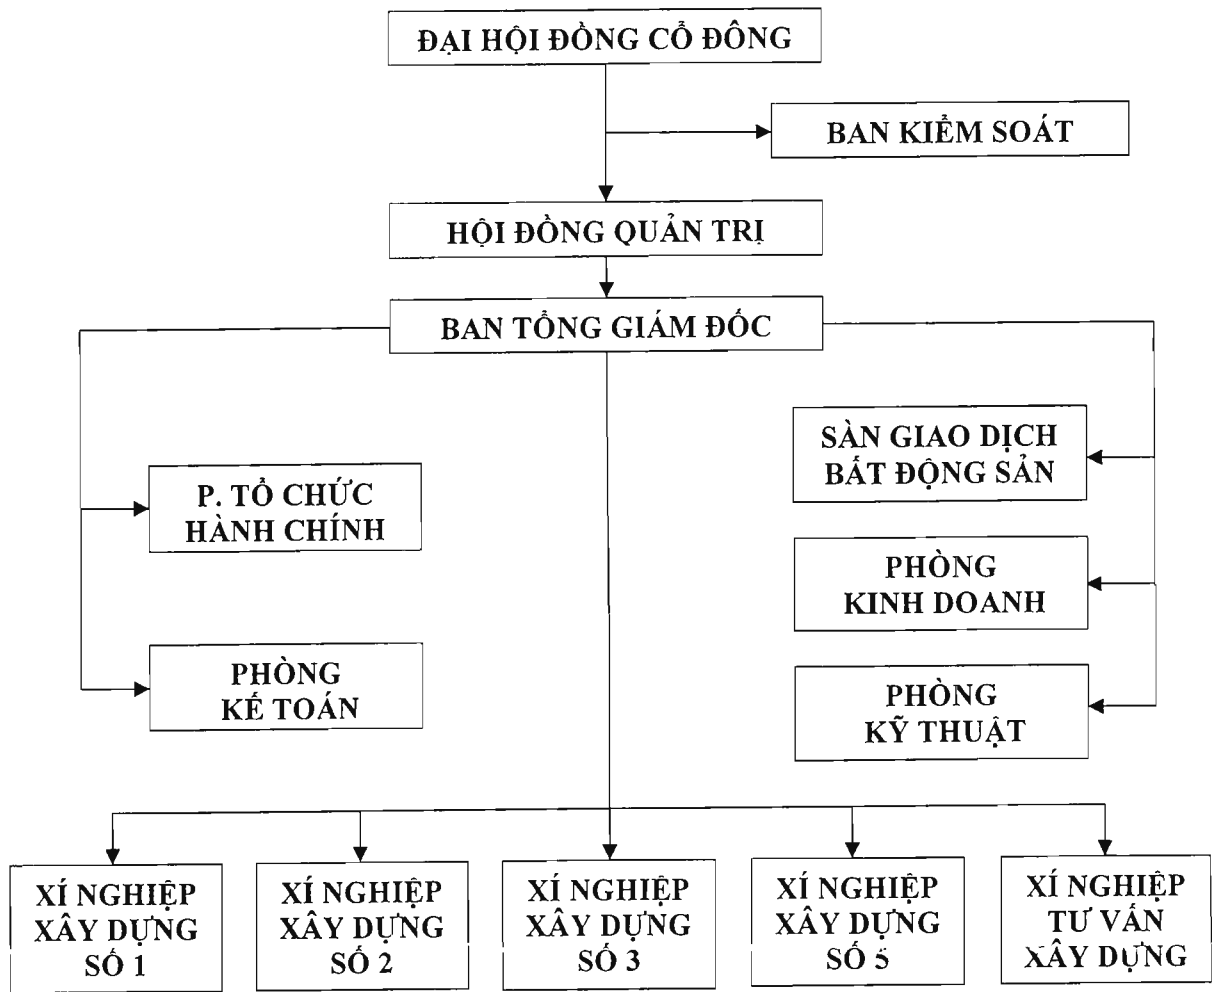 ĐẠI HỘI ĐỒNG CỔ ĐÔNG
BAN KIỂM SOÁT
HỘI ĐỒNG QUẢN TRỊ
BAN TỔNG GIÁM ĐỐC
SÀN GIAO DỊCH
BẤT ĐỘNG SẢN
P. TỔ CHỨC
HÀNH CHÍNH
PHÒNG
KINH DOANH
PHÒNG
KẾ TOÁN
PHÒNG
KỸ THUẬT
XÍ NGHIỆP
XÂY DỰNG
SỐ 1
XÍ NGHIỆP
XÂY DỰNG
SỐ 2
XÍ NGHIỆP
XÂY DỰNG
SỐ 3
XÍ NGHIỆP
XÂY DỰNG
SỐ 5
XÍ NGHIỆP
TƯ VẤN
XÂY DỰNG